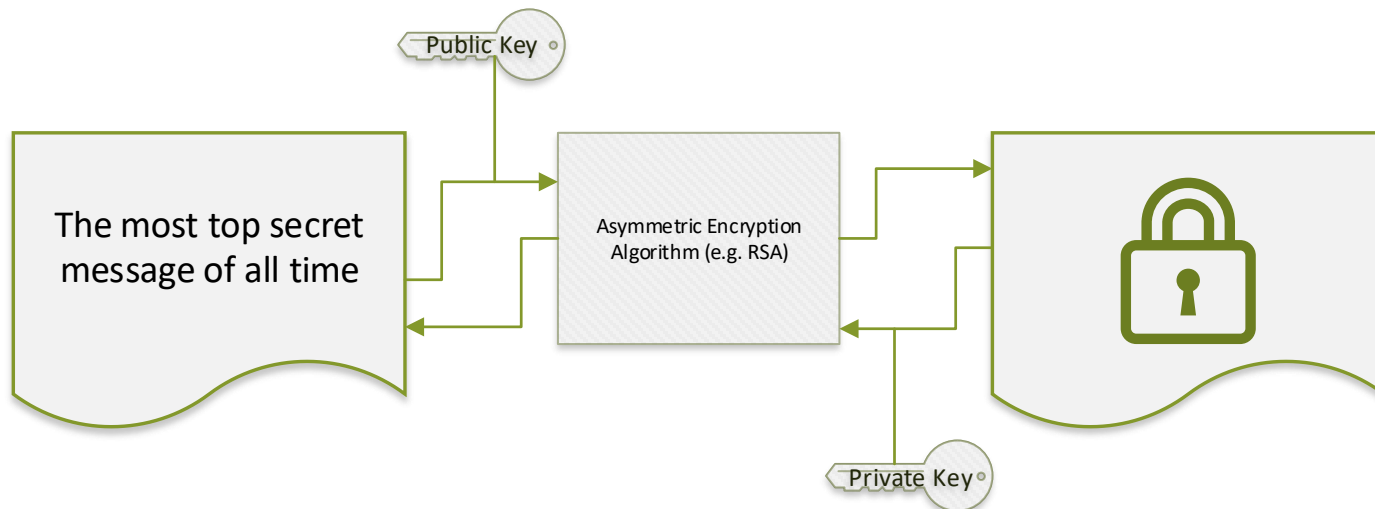 Public Key
The most top secret
message of all time
Asymmetric Encryption
Algorithm (e.g. RSA)
Private Key